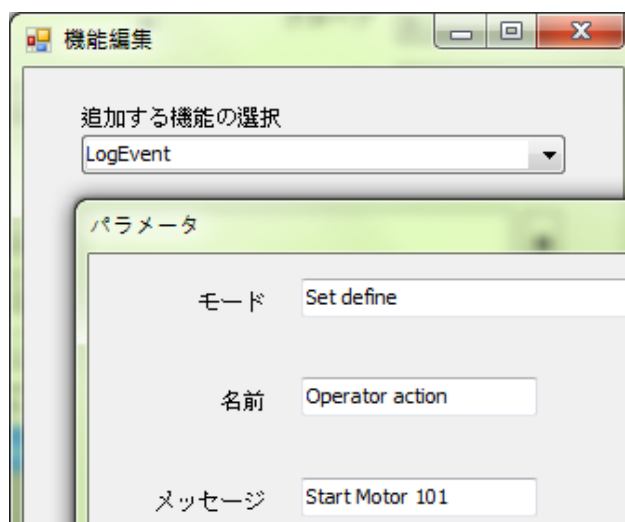 機能編集
追加する機能の選択
LogEvent
パラメータ
モード Set define
名前 Operator action
メッセージ Start Motor 101